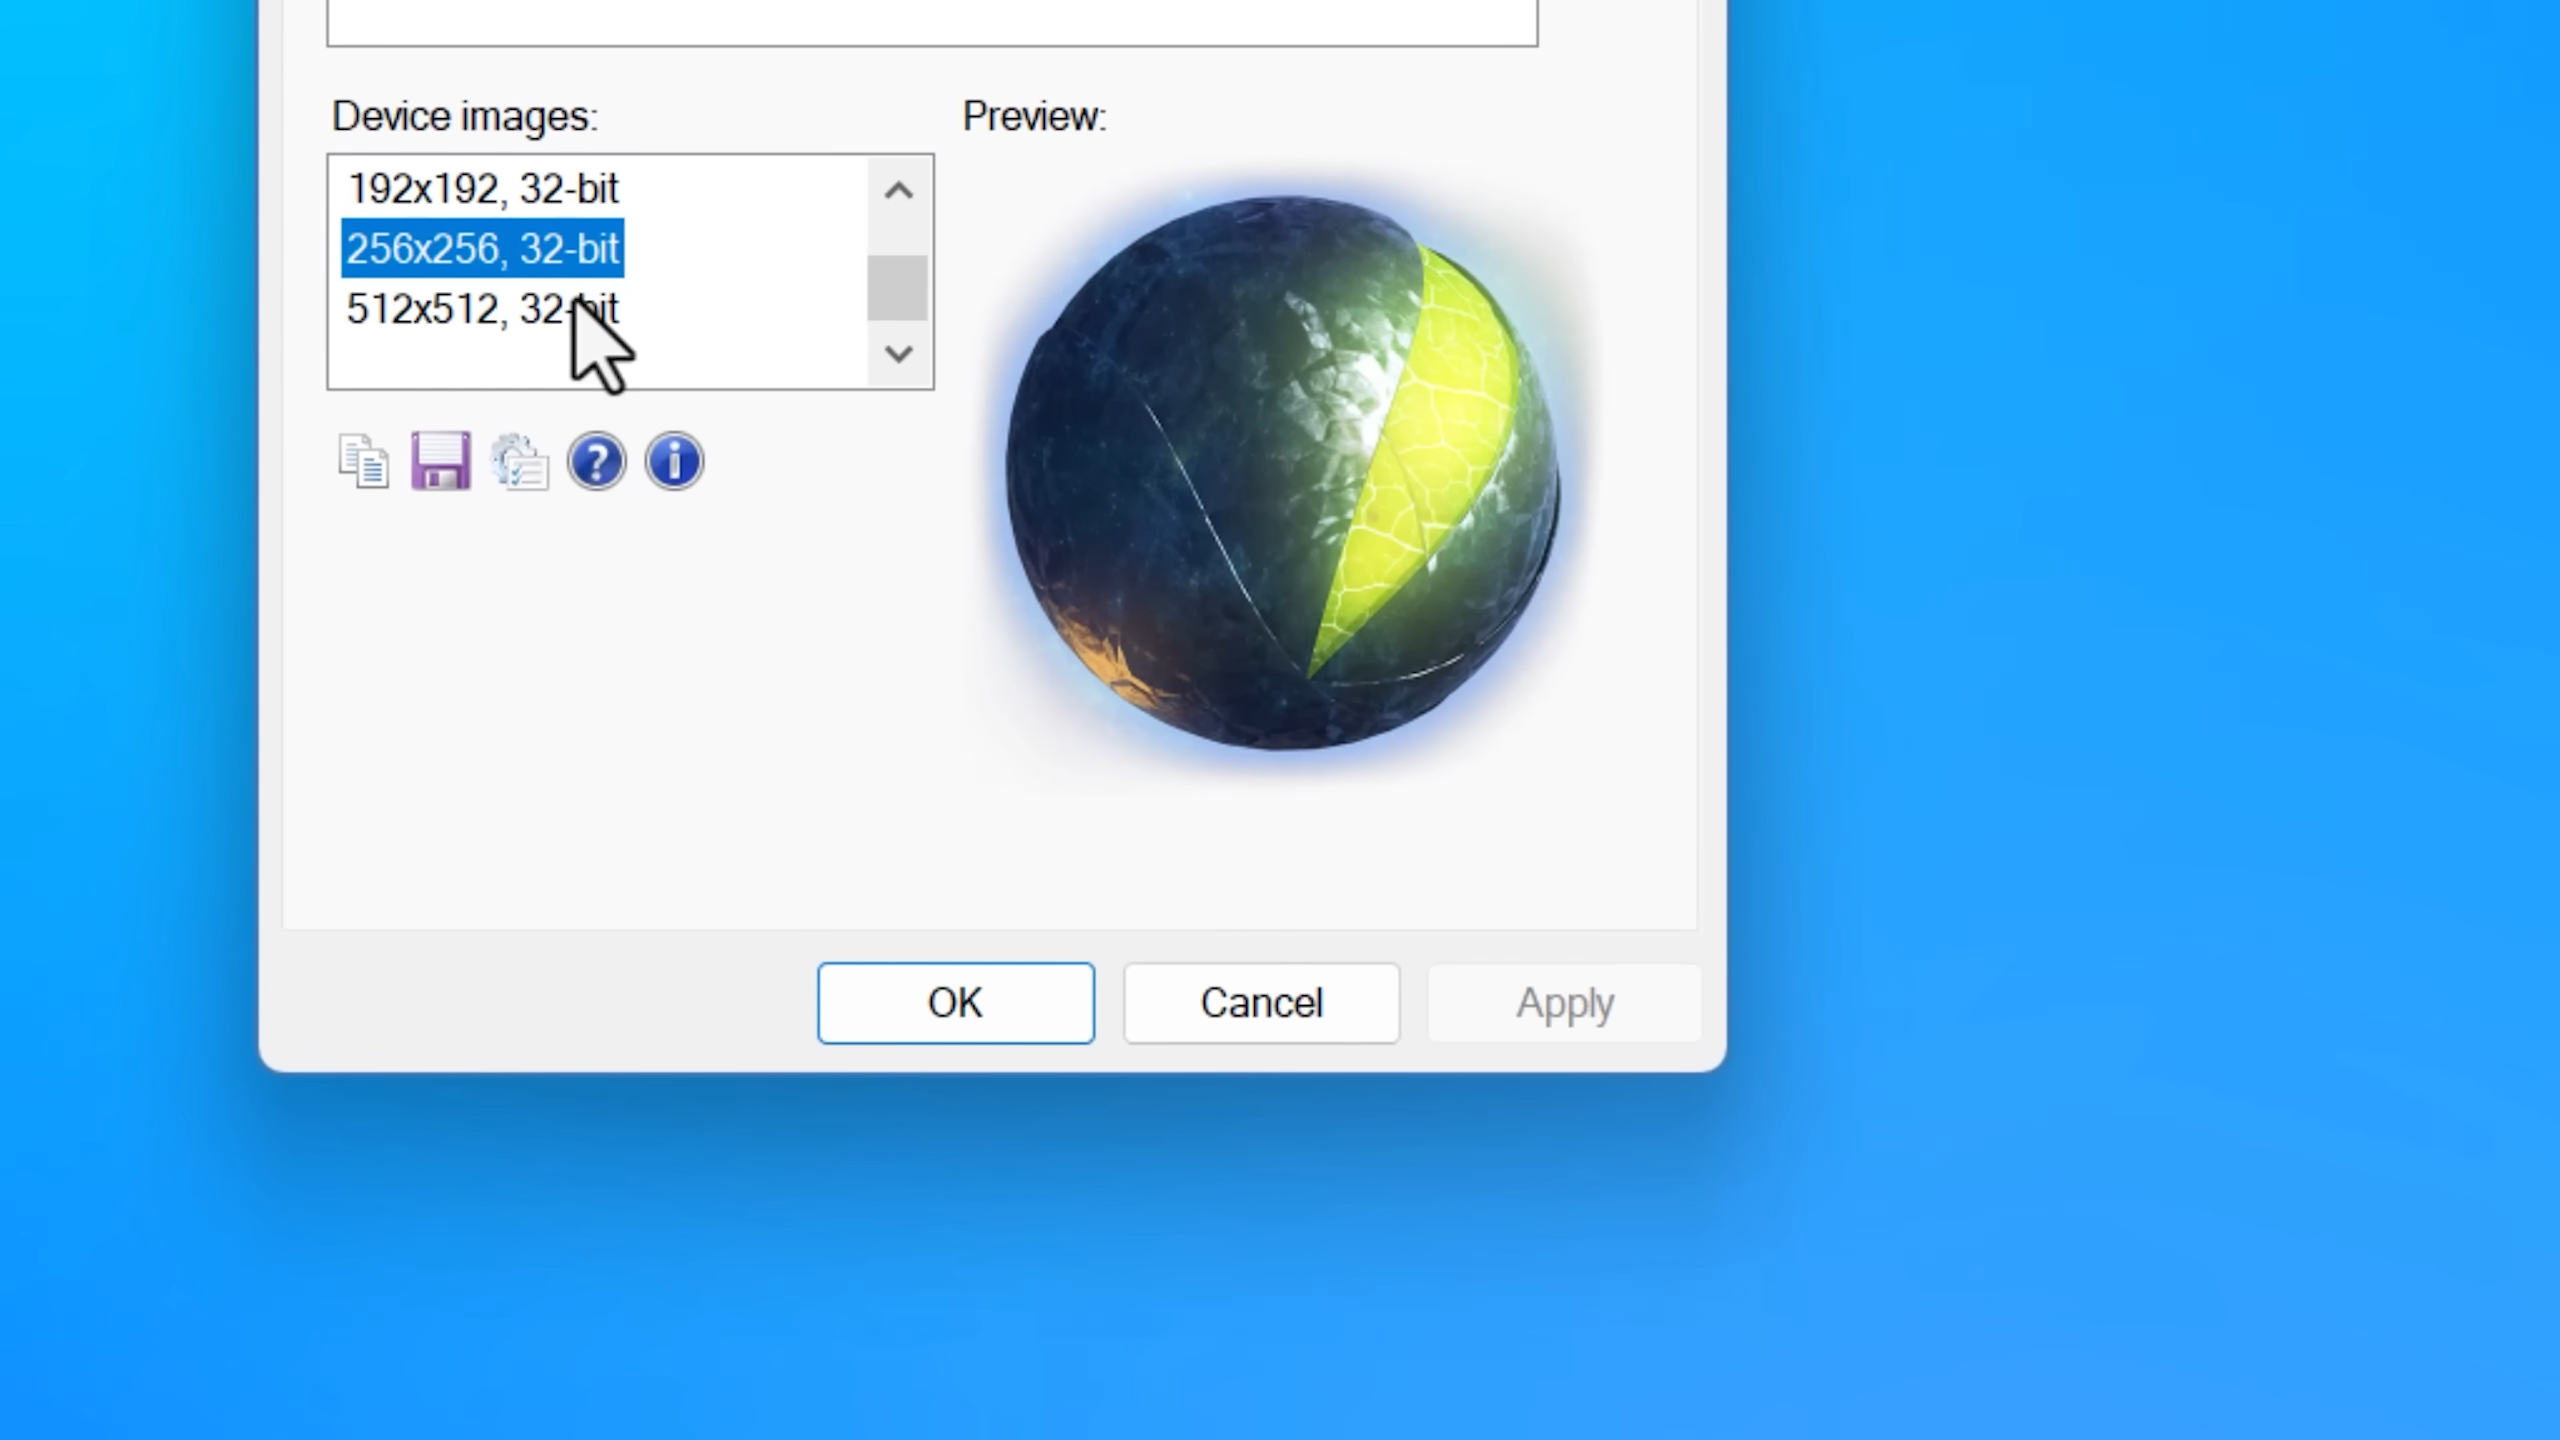 Device images:
Preview:
192x192, 32-bit
256x256, 32-bit
512x512, 32-bit
OK
Cancel
Apply